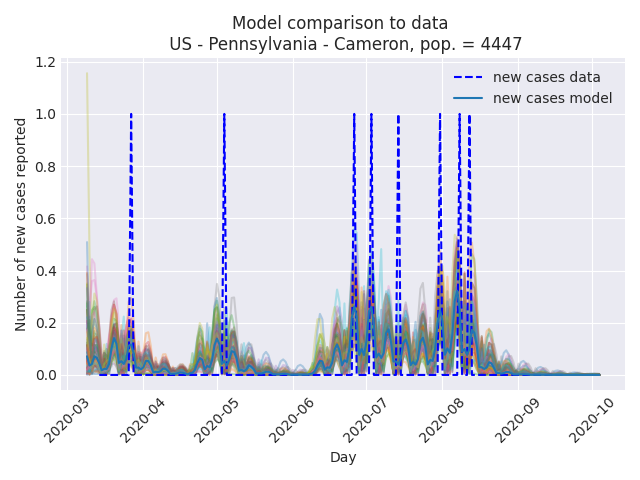 Model comparison to data
US - Pennsylvania - Cameron, pop. = 4447
new cases data
new cases model
Number of new cases reported
1.2
1.0
0.8
0.6
0.4
0.2
0.0
2020-03
2020-04
2020-05
2020-06
2020-07
2020-08
2020-09
2020-10
Day